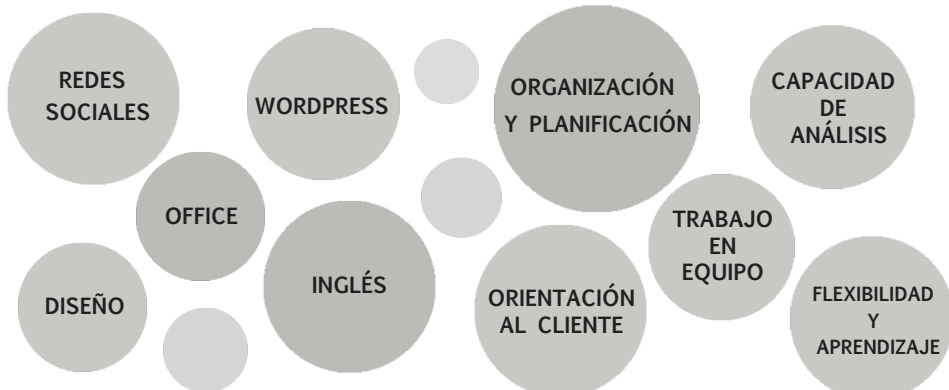 REDES
SOCIALES
WORDPRESS
ORGANIZACIÓN
Y PLANIFICACIÓN
CAPACIDAD
DE
ANÁLISIS
OFFICE
TRABAJO
EN
EQUIPO
DISEÑO
INGLÉS
ORIENTACIÓN
AL CLIENTE
FLEXIBILIDAD
Y
APRENDIZAJE